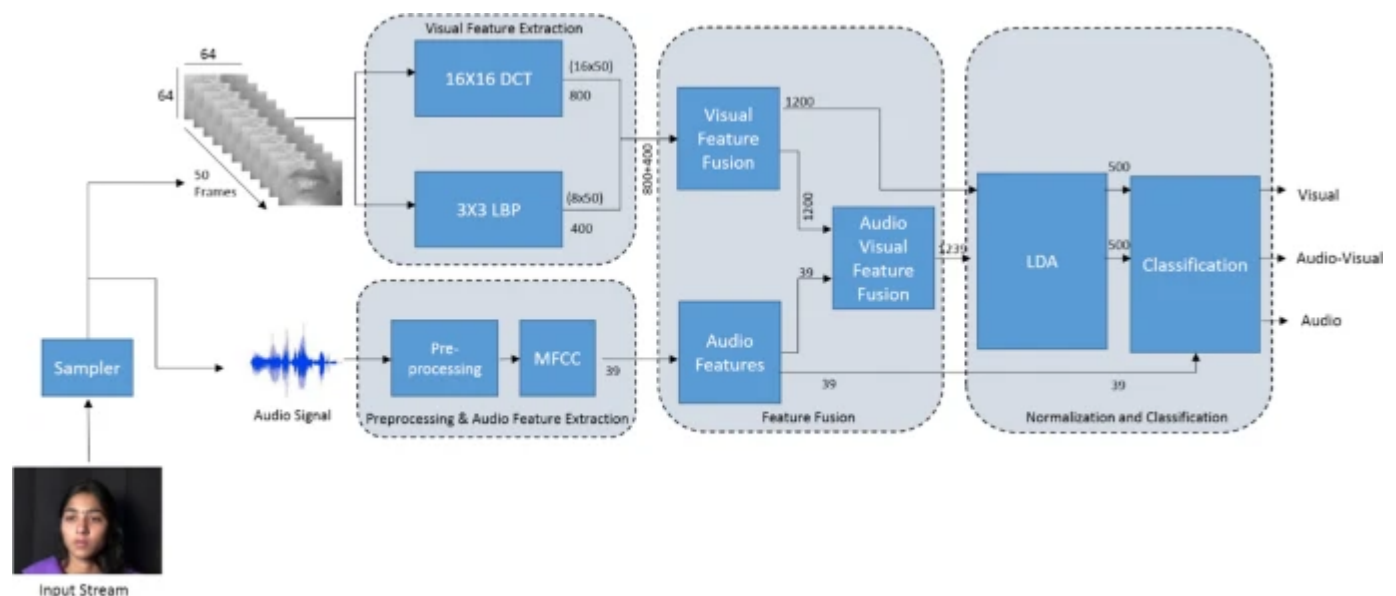 64
64
50
Frames
Sampler
Input Stream
Audio Signal
Visual Feature Extraction
16X16 DCT
(16x50)
800
3X3 LBP
(8x50)
400
Pre-
processing
MFCC
39
Preprocessing & Audio Feature Extraction
800+400
Visual
Feature
Fusion
1200
1200
Audio
Visual
Feature
Fusion
1239
39
Audio
Features
39
Feature Fusion
LDA
500
500
Classification
39
Normalization and Classification
Visual
Audio-Visual
Audio